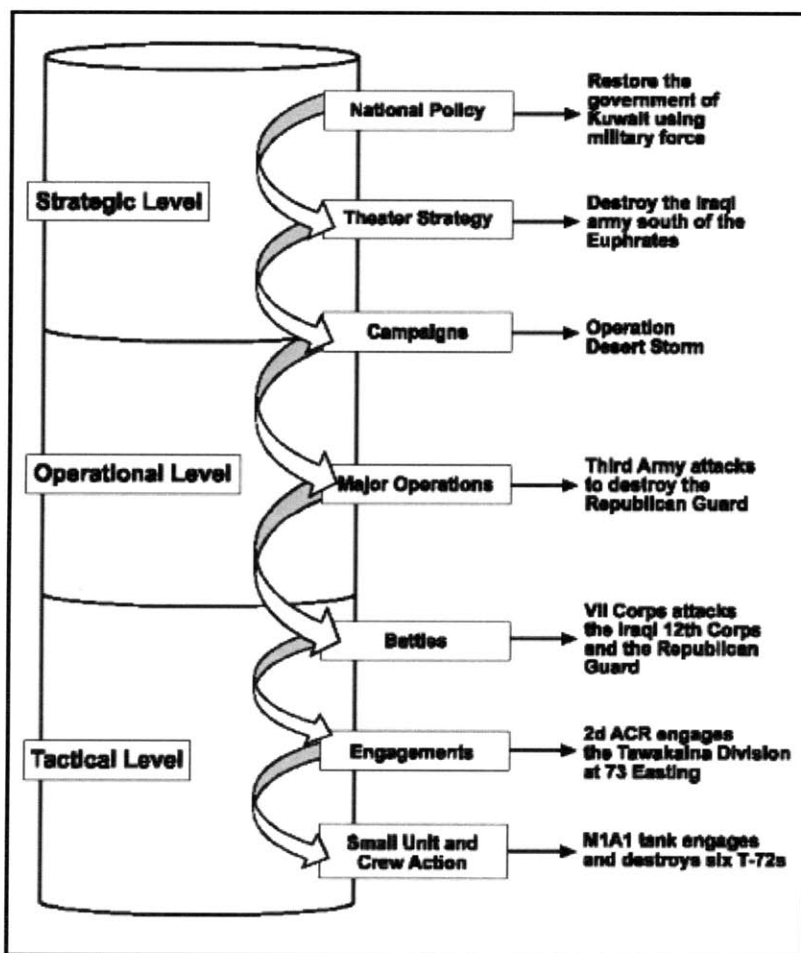 National Policy
Restore the
government of
Kuwait using
military force
Strategic Level
Theater Strategy
Destroy the Iraqi
army south of the
Euphrates
Campaigns
Operation
Desert Storm
Operational Level
Major Operations
Third Army attacks
to destroy the
Republican Guard
Battles
VII Corps attacks
the Iraqi 12th Corps
and the Republican
Guard
Tactical Level
Engagements
2d ACR engages
the Tawakalna Division
at 73 Easting
Small Unit and
Crew Action
M1A1 tank engages
and destroys six T-72s